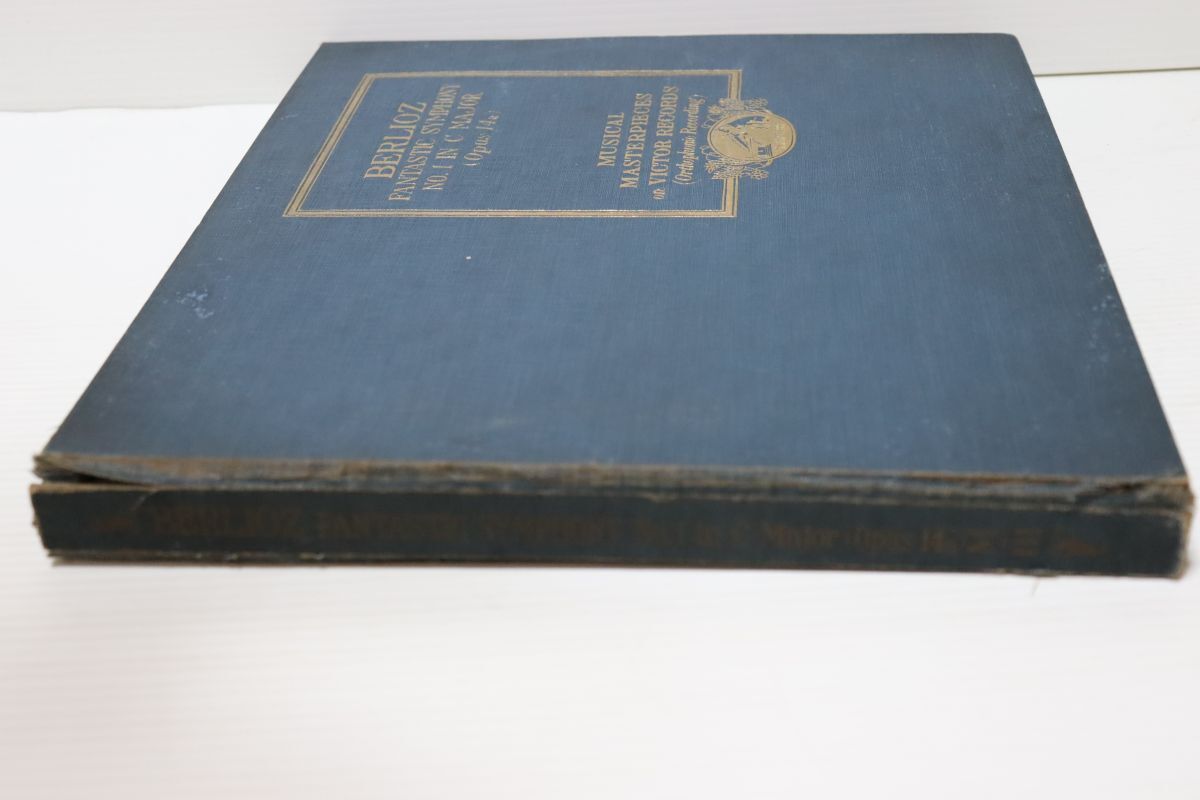 BERLIOZ
FANTASTIC SYMPHONY
NO. 1 IN C MAJOR
(Opus 14a)
MUSICAL
MASTERPIECES
on VICTOR RECORDS
(Orthophonic Recording)
BERLIOZ FANTASTIC SYMPHONY No. 1 in C Major (Opus 14a)